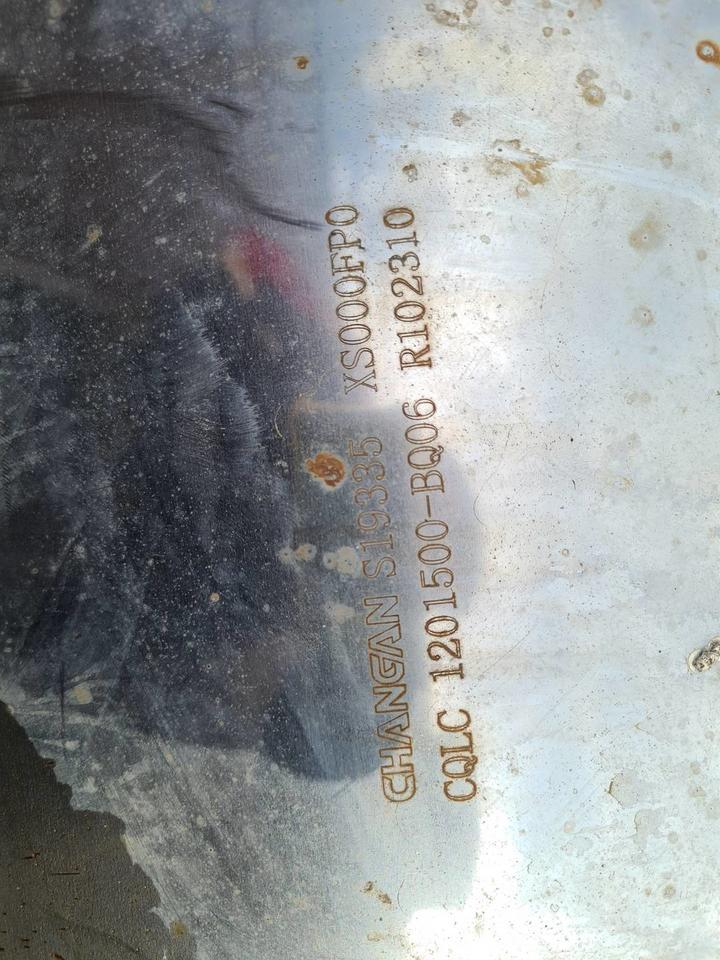 CHANGAN S19335 XS000FP0
CQLC 1201500-BQ06 R102310